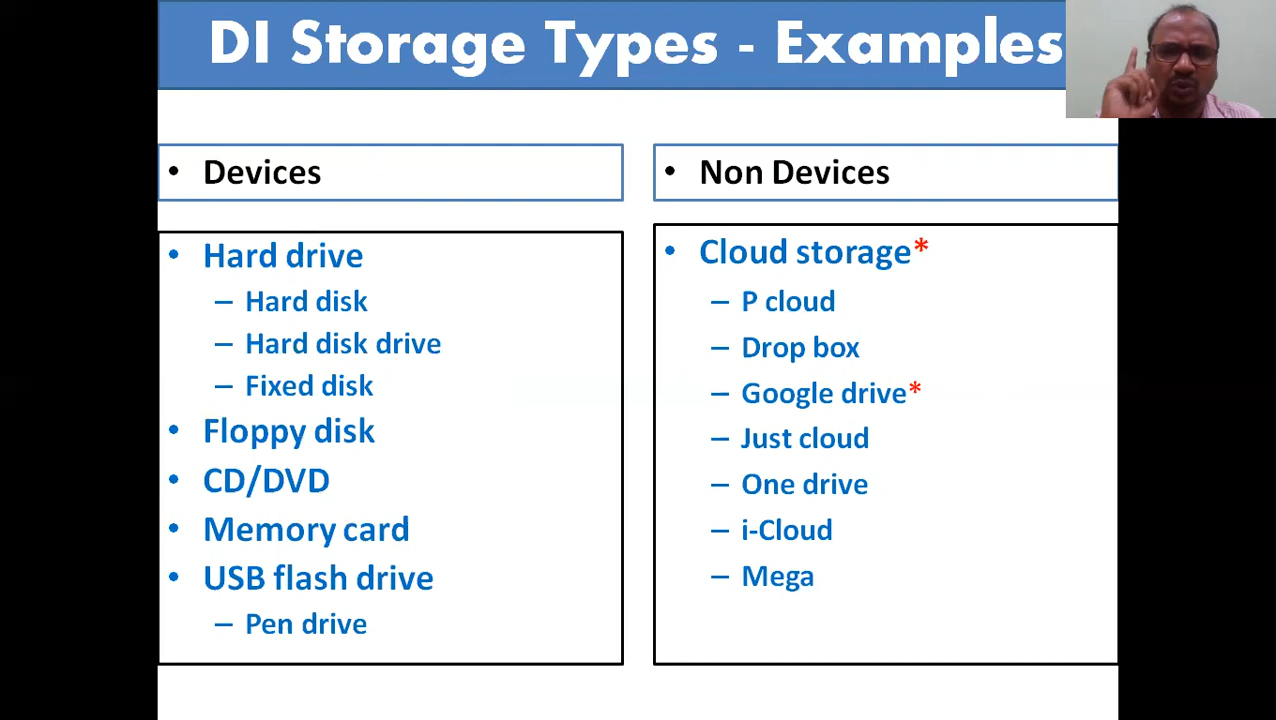 DI Storage Types - Examples
• Devices
• Hard drive
– Hard disk
– Hard disk drive
– Fixed disk
• Floppy disk
• CD/DVD
• Memory card
• USB flash drive
– Pen drive
• Non Devices
• Cloud storage*
– P cloud
– Drop box
– Google drive*
– Just cloud
– One drive
– i-Cloud
– Mega